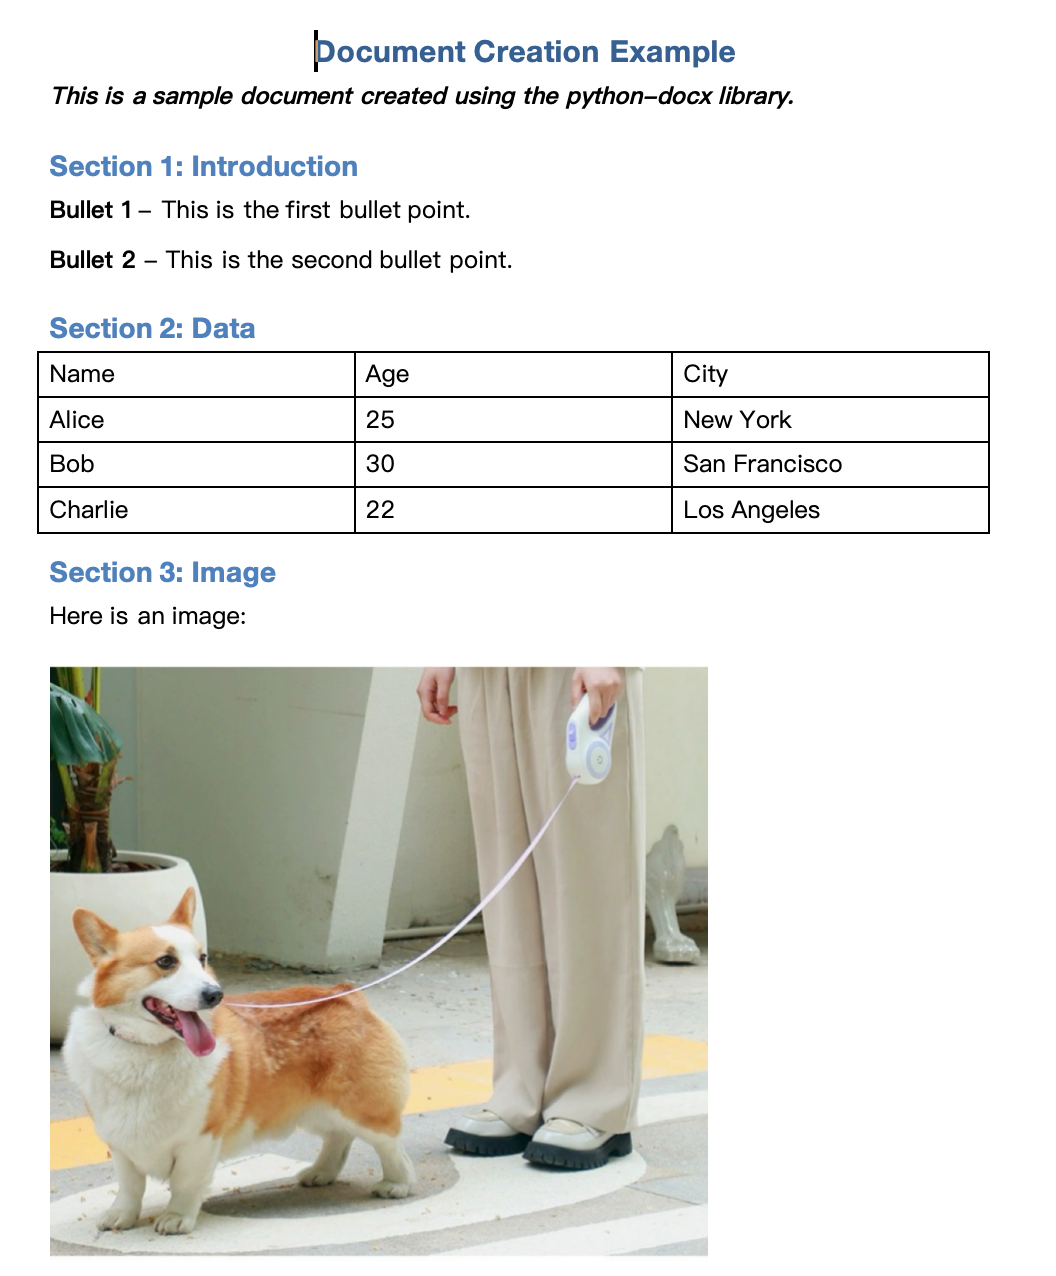 Document Creation Example
This is a sample document created using the python-docx library.
Section 1: Introduction
Bullet 1 – This is the first bullet point.
Bullet 2 – This is the second bullet point.
Section 2: Data
Name Age City
Alice 25 New York
Bob 30 San Francisco
Charlie 22 Los Angeles
Section 3: Image
Here is an image: